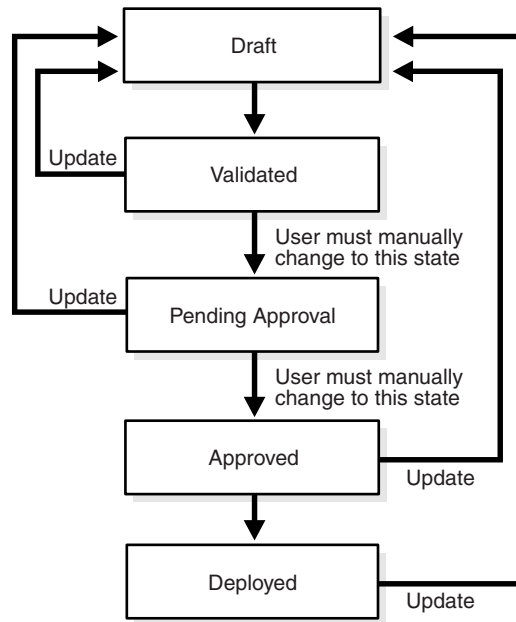 Draft
Update
Validated
User must manually
change to this state
Update
Pending Approval
User must manually
change to this state
Approved
Update
Deployed
Update